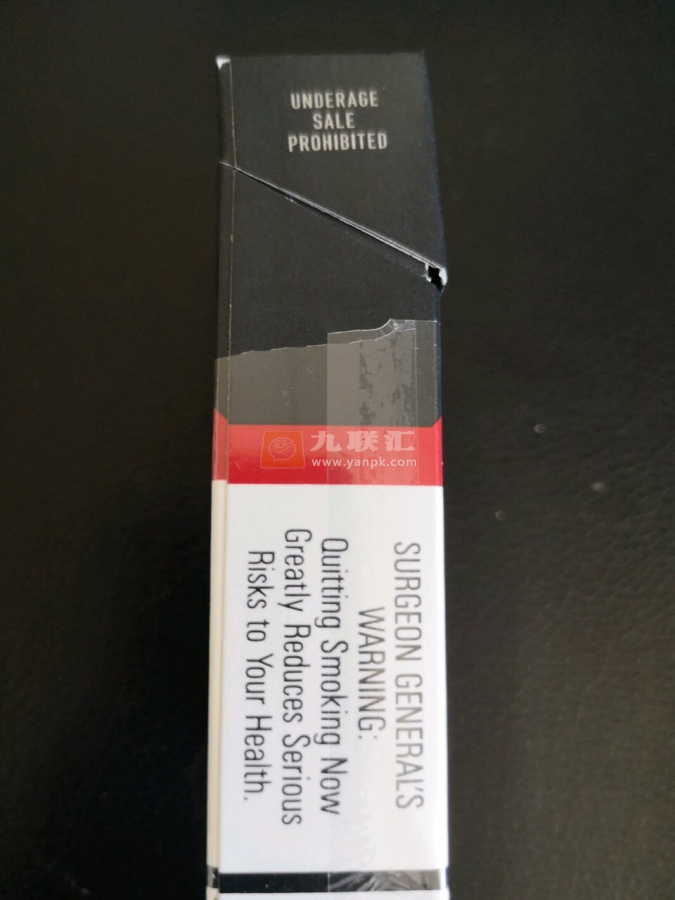 UNDERAGE
SALE
PROHIBITED
九联汇
www.yanpk.com
SURGEON GENERAL'S
WARNING:
Quitting Smoking Now
Greatly Reduces Serious
Risks to Your Health.